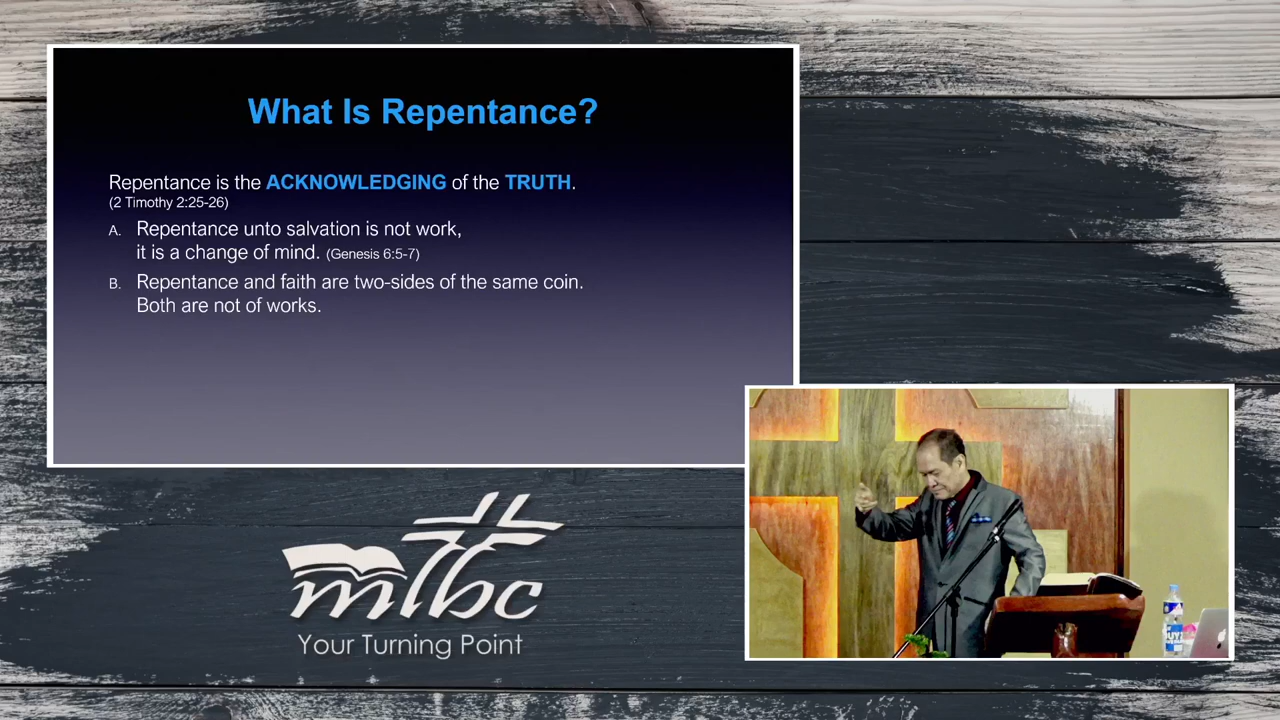 What Is Repentance?
Repentance is the ACKNOWLEDGING of the TRUTH.
(2 Timothy 2:25-26)
A. Repentance unto salvation is not work,
it is a change of mind. (Genesis 6:5-7)
B. Repentance and faith are two-sides of the same coin.
Both are not of works.
mlbc
Your Turning Point